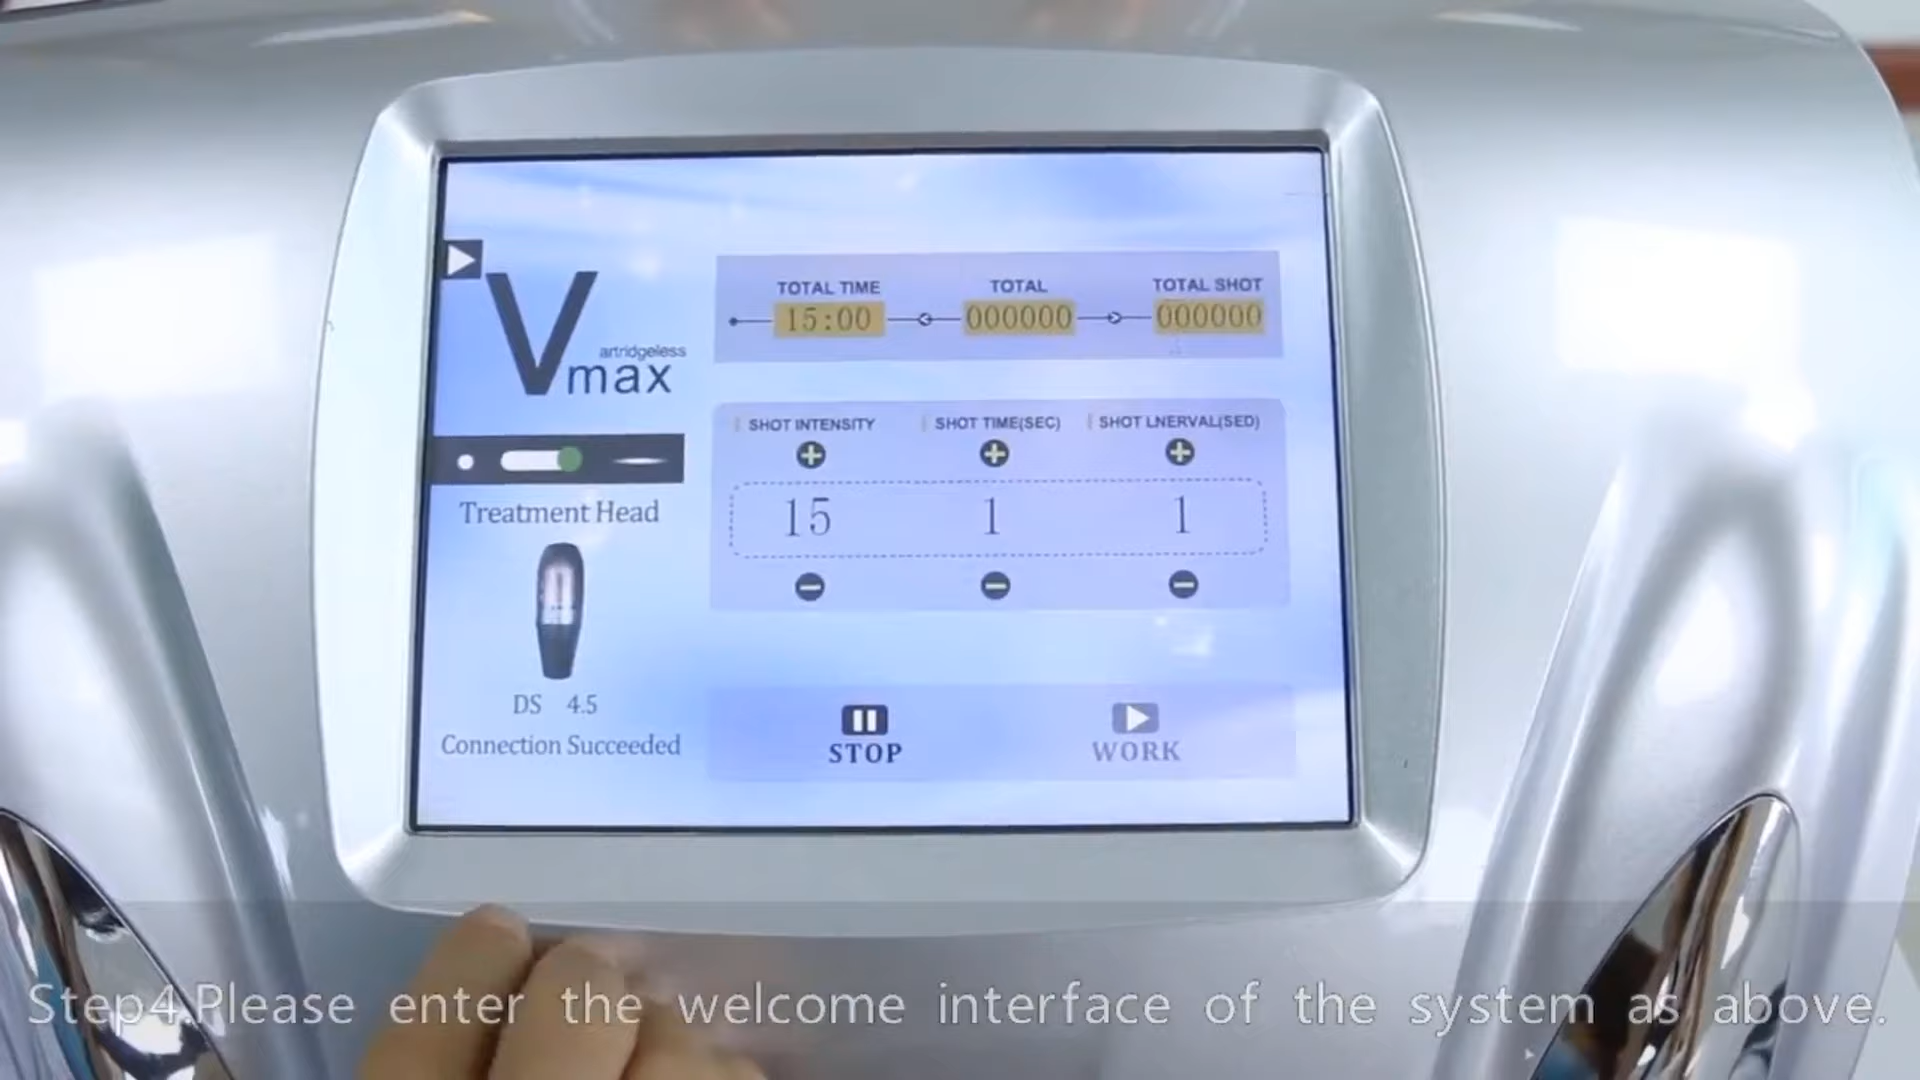 V
artridgeless
max
Treatment Head
DS 4.5
Connection Succeeded
TOTAL TIME TOTAL TOTAL SHOT
15:00 000000 000000
SHOT INTENSITY SHOT TIME(SEC) SHOT LNERVAL(SED)
15 1 1
STOP WORK
Step4.Please enter the welcome interface of the system as above.